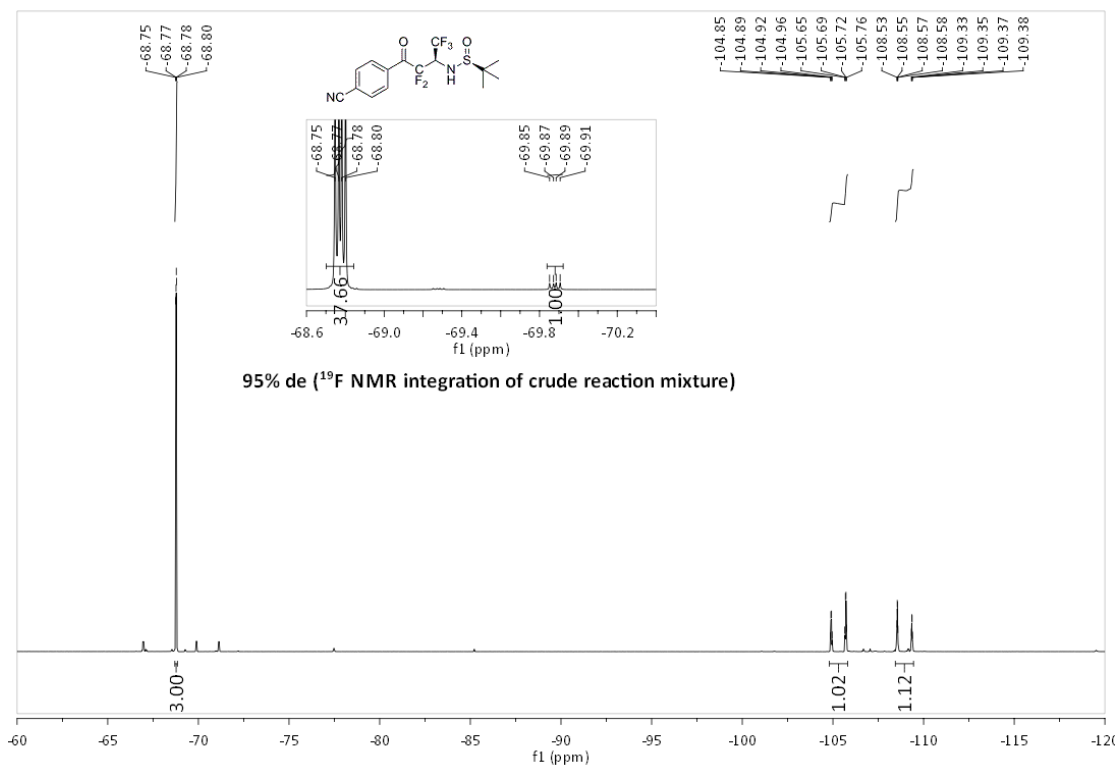 -68.75
-68.77
-68.78
-68.80
-104.85
-104.89
-104.92
-104.96
-105.65
-105.69
-105.72
-105.76
-108.53
-108.55
-108.57
-108.58
-109.33
-109.35
-109.37
-109.38
O
CF3
O
S
N
H
F2
NC
-68.75
-68.77
-68.78
-68.80
-69.85
-69.87
-69.89
-69.91
37.66
1.00
-68.6 -69.0 -69.4 -69.8 -70.2
f1 (ppm)
95% de (19F NMR integration of crude reaction mixture)
3.00
1.02
1.12
-60 -65 -70 -75 -80 -85 -90 -95 -100 -105 -110 -115 -120
f1 (ppm)